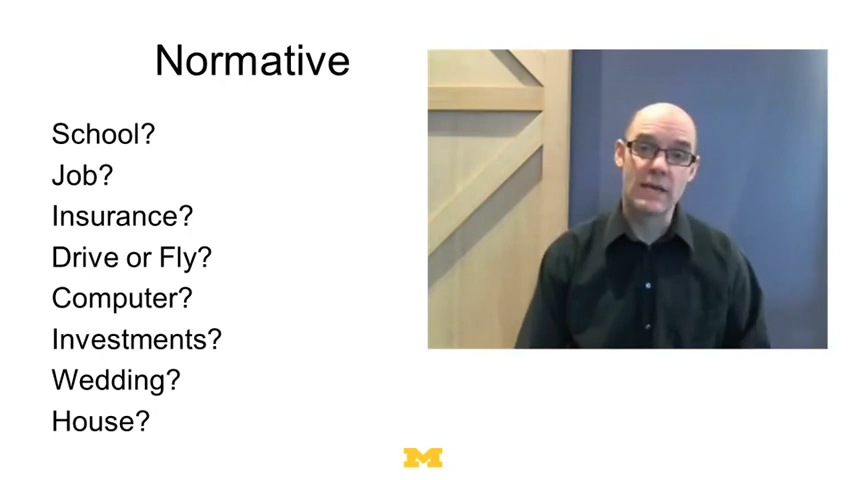 Normative
School?
Job?
Insurance?
Drive or Fly?
Computer?
Investments?
Wedding?
House?
M